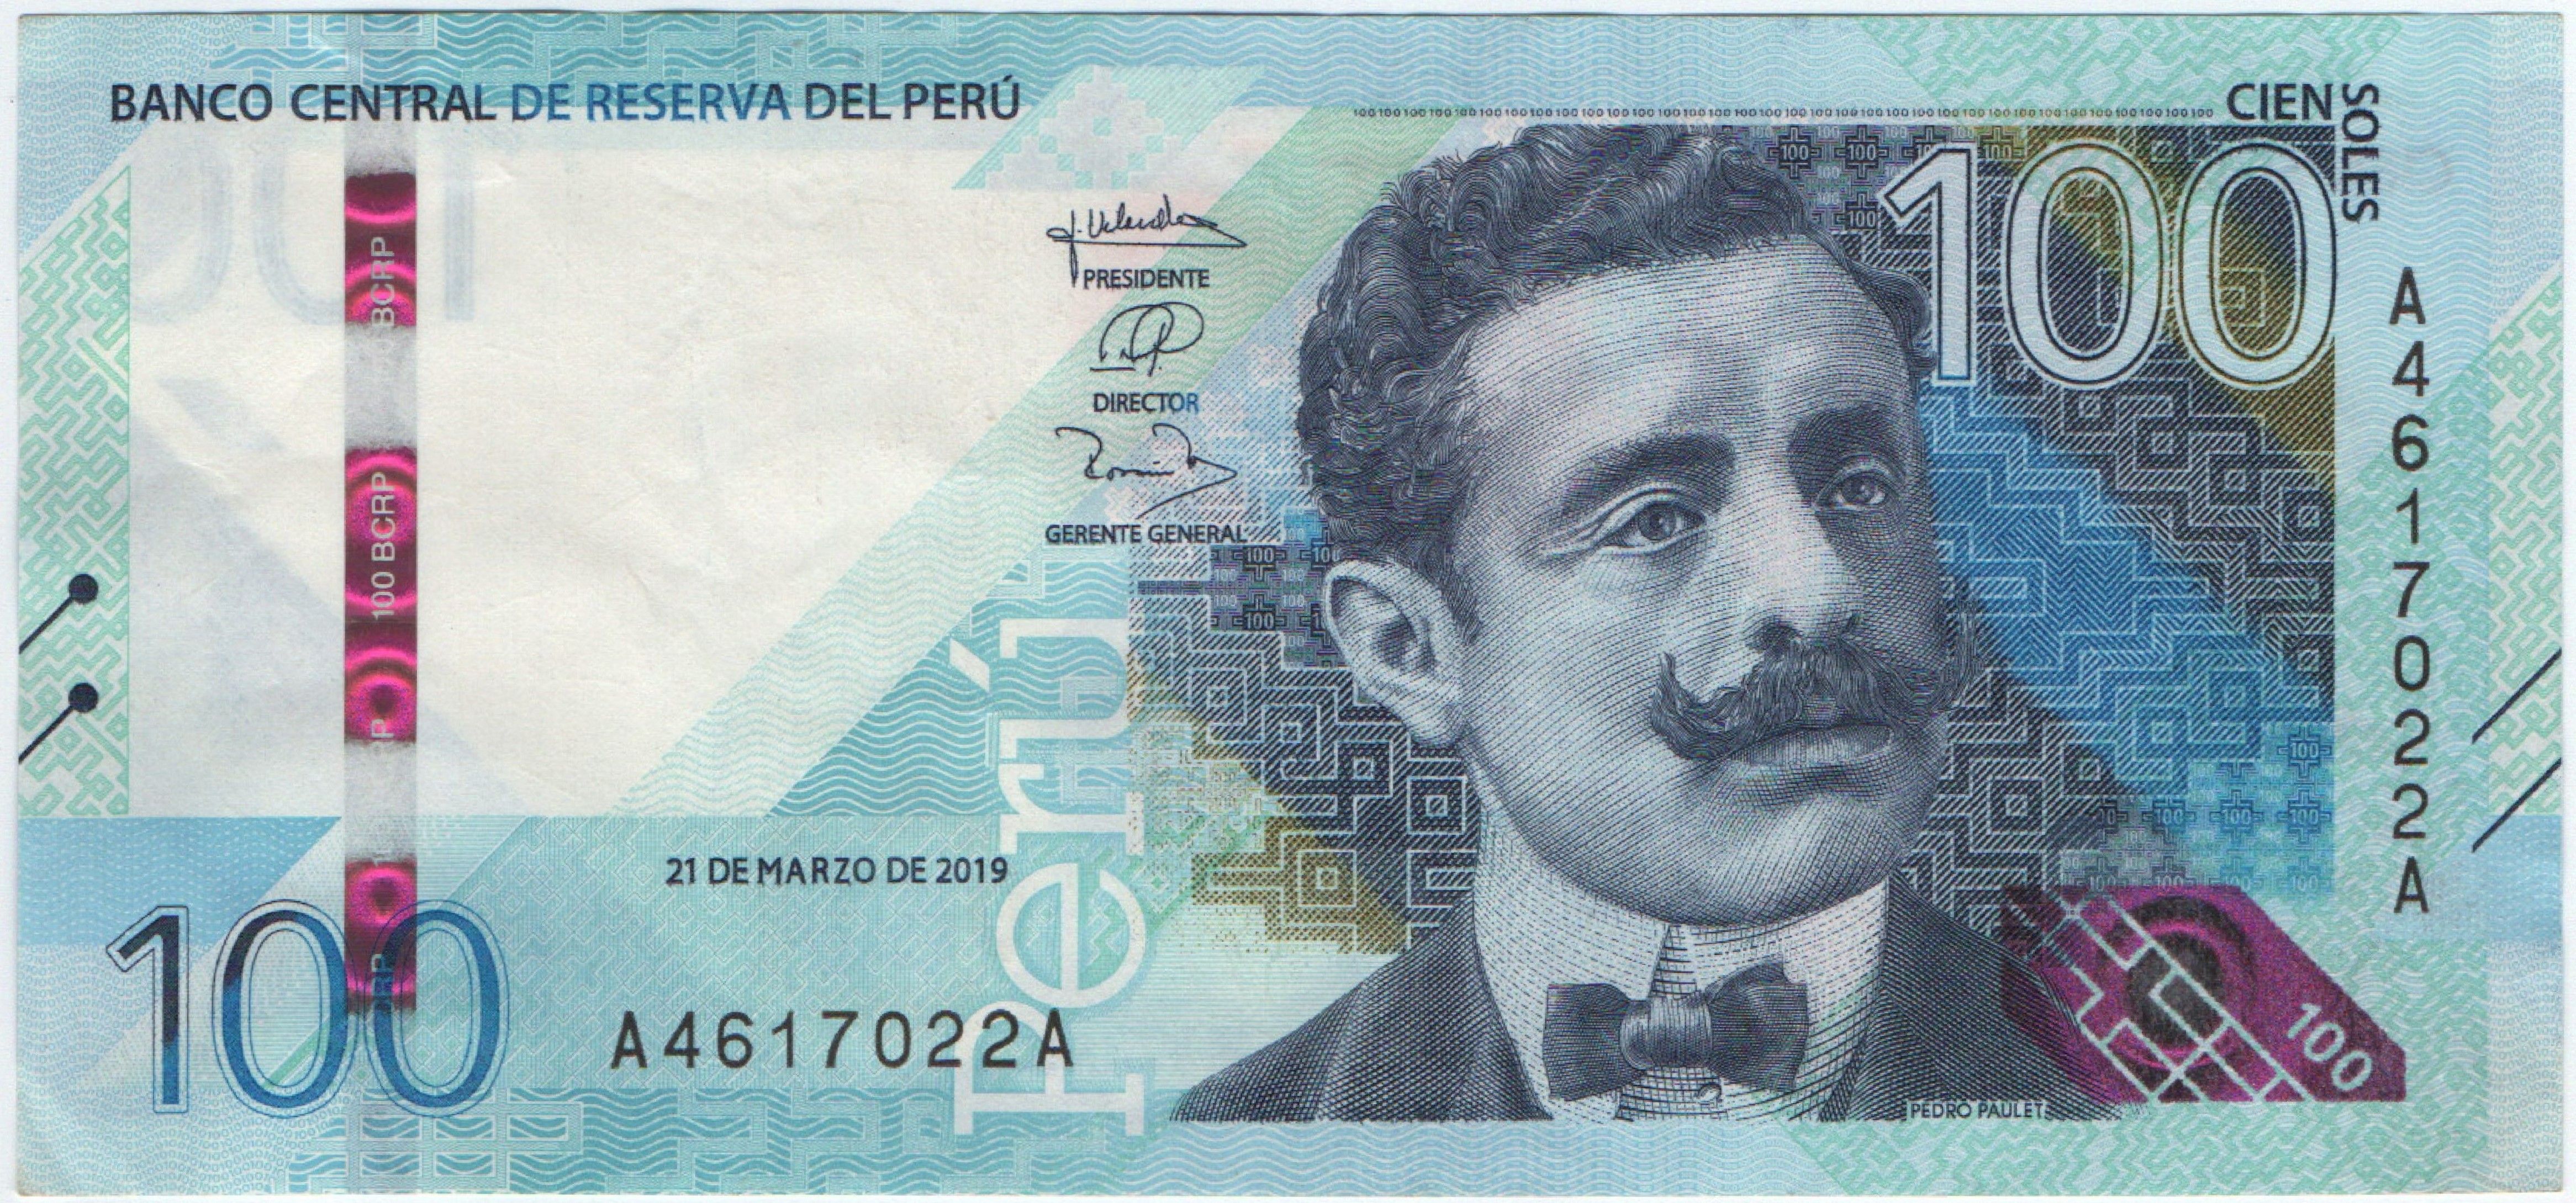 BANCO CENTRAL DE RESERVA DEL PERÚ
CIEN
SOLES
100
PRESIDENTE
DIRECTOR
GERENTE GENERAL
BCRP
100 BCRP
Perú
21 DE MARZO DE 2019
100
A4617022A
A4617022A
100
PEDRO PAULET